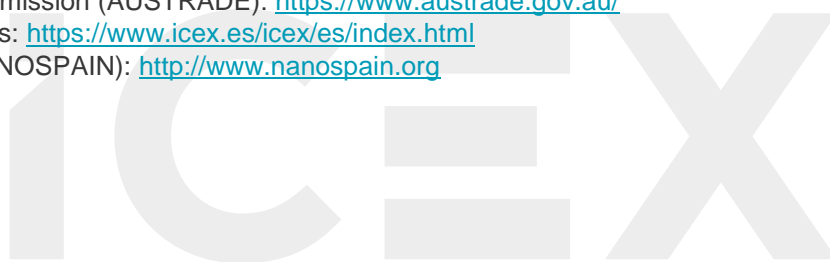 mission (AUSTRADE): https://www.austrade.gov.au/
s: https://www.icex.es/icex/es/index.html
NOSPAIN): http://www.nanospain.org
ICEX